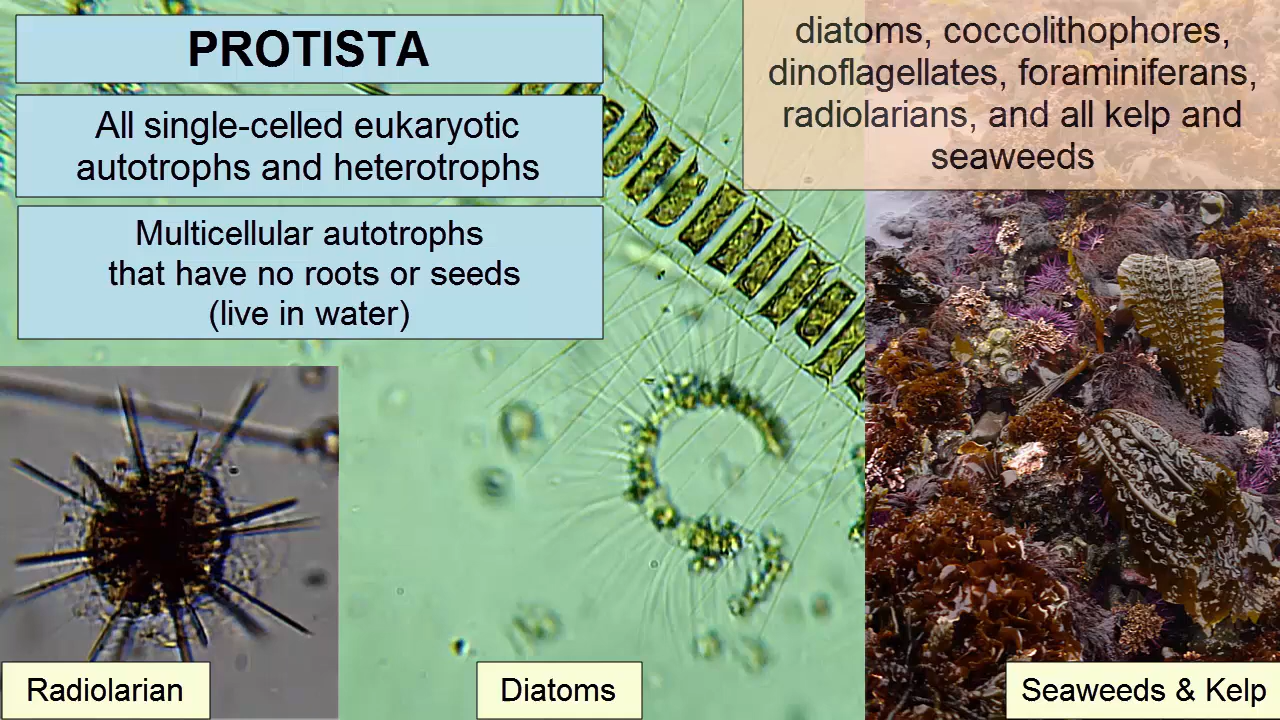 PROTISTA
All single-celled eukaryotic
autotrophs and heterotrophs
Multicellular autotrophs
that have no roots or seeds
(live in water)
diatoms, coccolithophores,
dinoflagellates, foraminiferans,
radiolarians, and all kelp and
seaweeds
Radiolarian
Diatoms
Seaweeds & Kelp